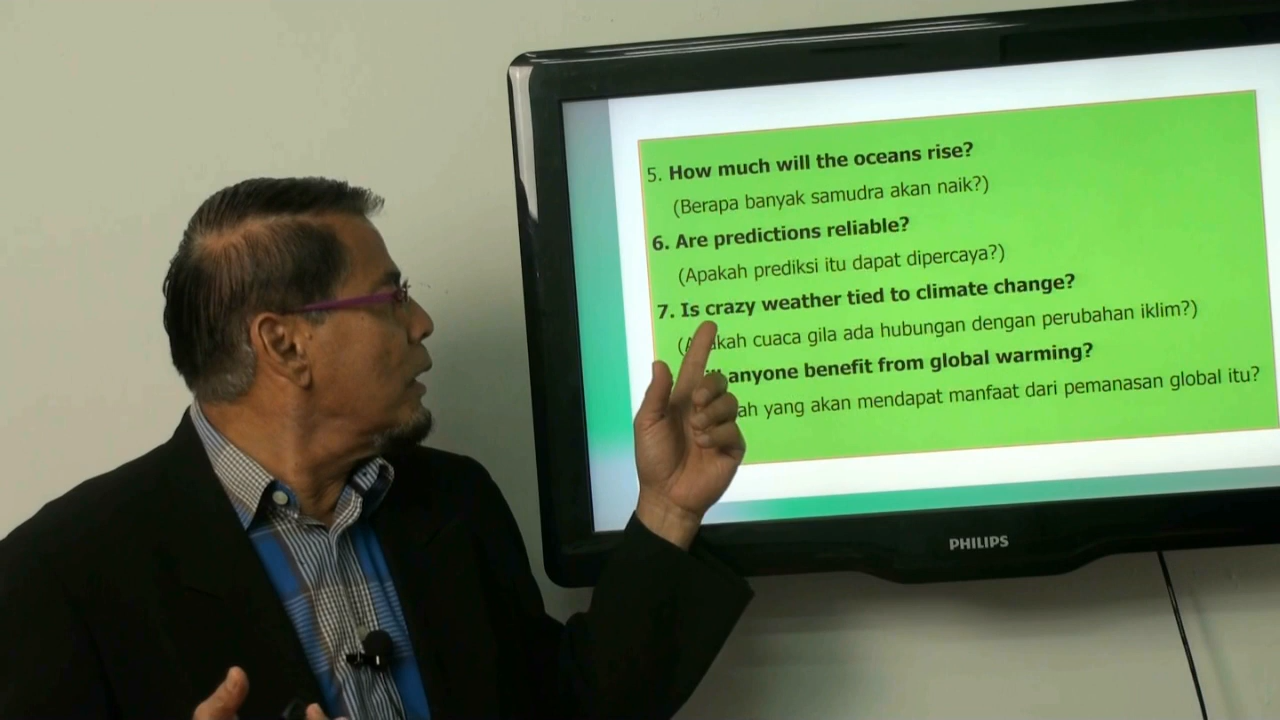 5. How much will the oceans rise?
(Berapa banyak samudra akan naik?)
6. Are predictions reliable?
(Apakah prediksi itu dapat dipercaya?)
7. Is crazy weather tied to climate change?
cuaca gila ada hubungan dengan perubahan iklim?)
anyone benefit from global warming?
yang akan mendapat manfaat dari pemanasan global itu?
PHILIPS